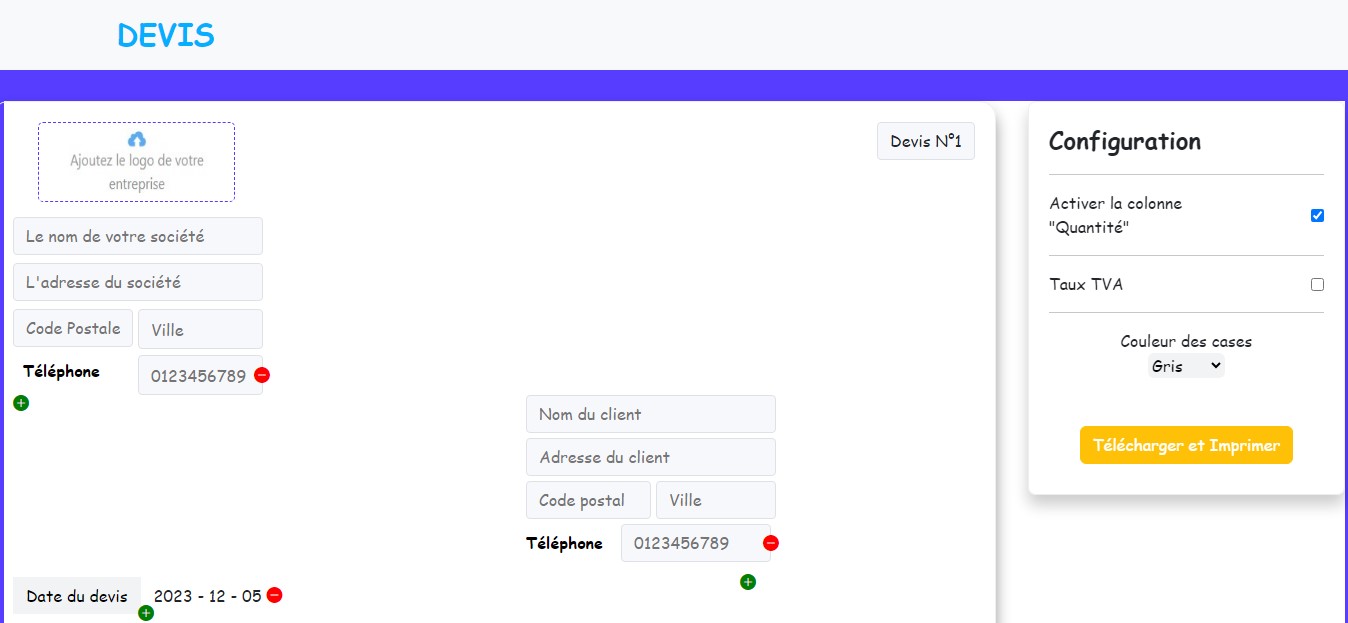 DEVIS
Ajoutez le logo de votre
entreprise
Devis N°1
Le nom de votre société
L'adresse du société
Code Postale
Ville
Téléphone
0123456789
Nom du client
Adresse du client
Code postal
Ville
Téléphone
0123456789
Date du devis
2023 - 12 - 05
Configuration
Activer la colonne
"Quantité"
Taux TVA
Couleur des cases
Gris
Télécharger et Imprimer